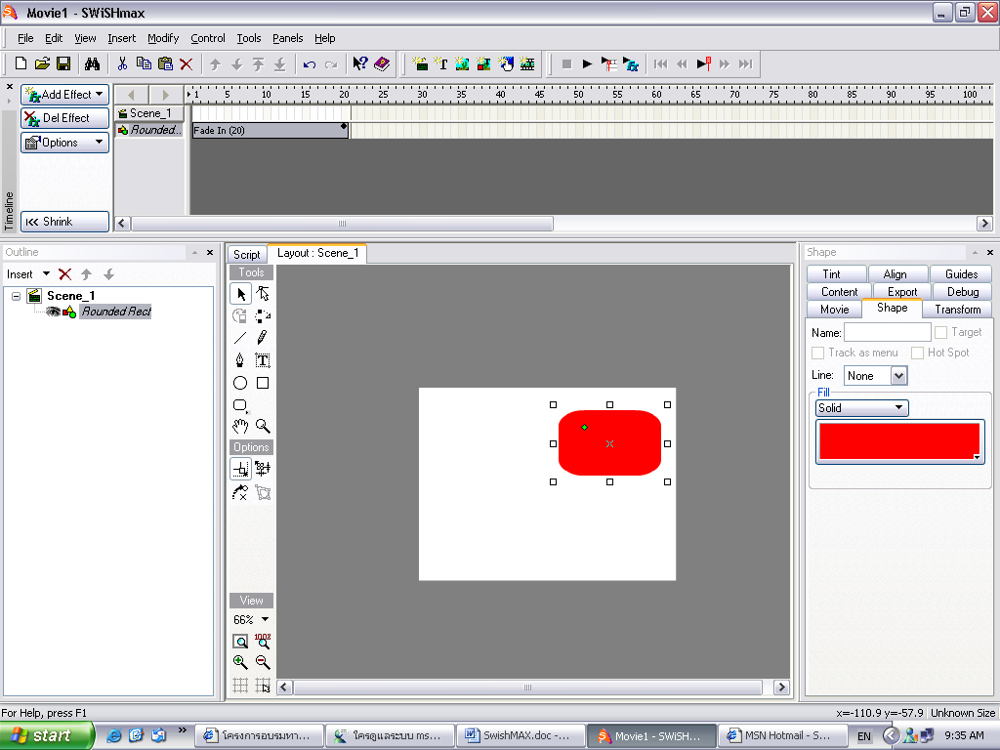 Movie1 - SWiSHmax
File Edit View Insert Modify Control Tools Panels Help
Add Effect
Del Effect
Options
Shrink
Timeline
1 5 10 15 20 25 30 35 40 45 50 55 60 65 70 75 80 85 90 95 100
Scene_1
Rounded...
Fade In (20)
Outline
Insert
Scene_1
Rounded Rect
Script
Layout : Scene_1
Tools
Options
View
66%
100%
Shape
Tint Align Guides
Content Export Debug
Movie Shape Transform
Name: Target
Track as menu Hot Spot
Line: None
Fill
Solid
For Help, press F1
x=-110.9 y=-57.9 Unknown Size
start
โครงการอบรมทา...
ใครดูแลระบบ ms...
SwishMAX.doc -...
Movie1 - SWiSH...
MSN Hotmail - S...
EN
9:35 AM